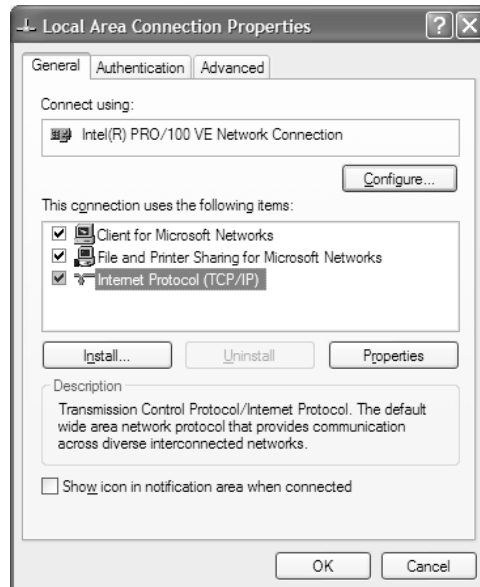 Local Area Connection Properties
General Authentication Advanced
Connect using:
Intel(R) PRO/100 VE Network Connection
Configure...
This connection uses the following items:
Client for Microsoft Networks
File and Printer Sharing for Microsoft Networks
Internet Protocol (TCP/IP)
Install... Uninstall Properties
Description
Transmission Control Protocol/Internet Protocol. The default
wide area network protocol that provides communication
across diverse interconnected networks.
Show icon in notification area when connected
OK Cancel